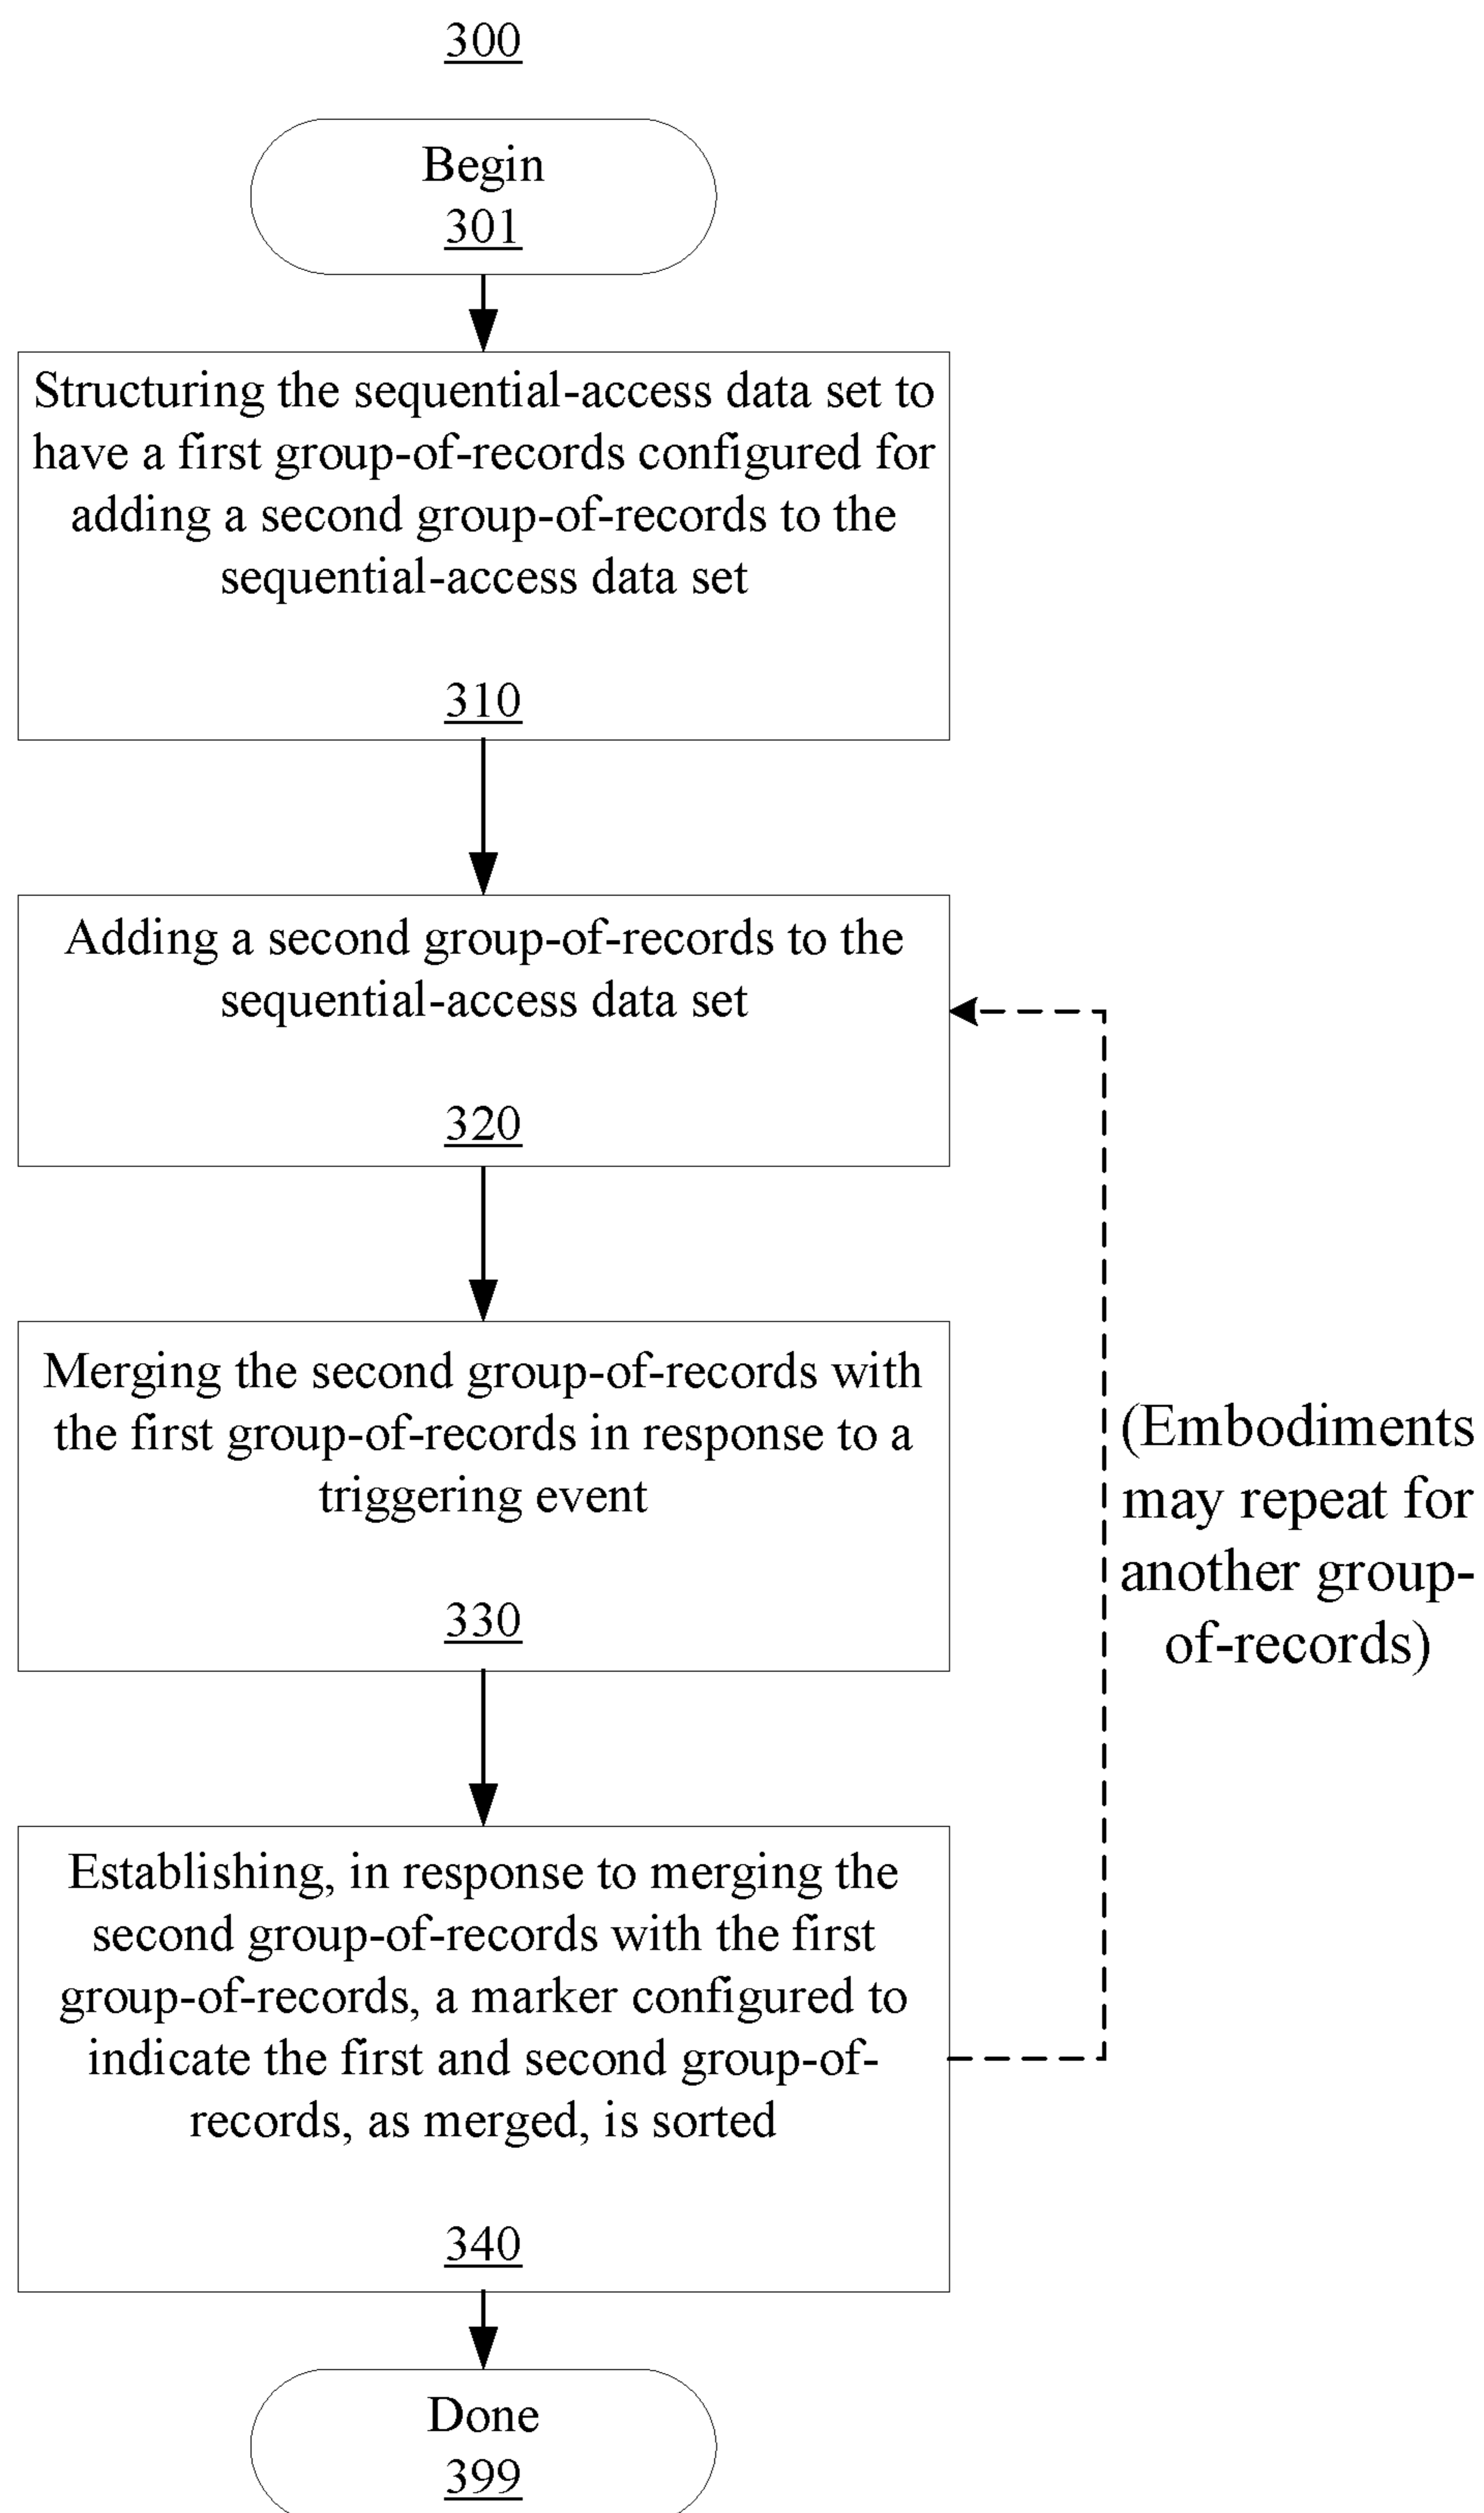 300
Begin
301
Structuring the sequential-access data set to
have a first group-of-records configured for
adding a second group-of-records to the
sequential-access data set
310
Adding a second group-of-records to the
sequential-access data set
320
Merging the second group-of-records with
the first group-of-records in response to a
triggering event
330
(Embodiments
may repeat for
another group-
of-records)
Establishing, in response to merging the
second group-of-records with the first
group-of-records, a marker configured to
indicate the first and second group-of-
records, as merged, is sorted
340
Done
399